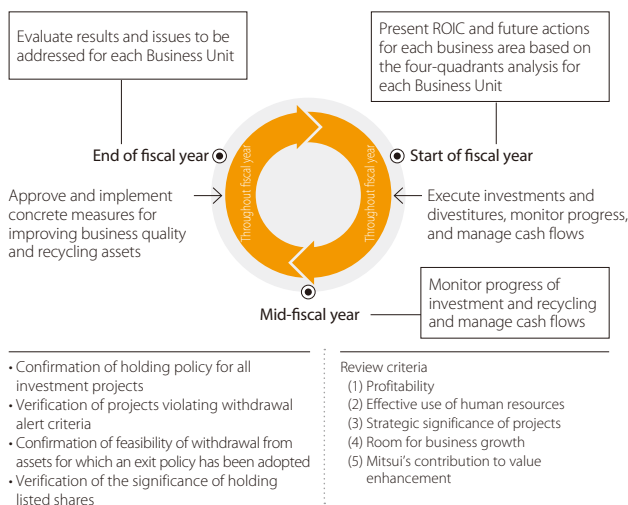 Evaluate results and issues to be
addressed for each Business Unit
Present ROIC and future actions
for each business area based on
the four-quadrants analysis for
each Business Unit
End of fiscal year
Start of fiscal year
Throughout fiscal year
Throughout fiscal year
Approve and implement
concrete measures for
improving business quality
and recycling assets
Execute investments and
divestitures, monitor progress,
and manage cash flows
Mid-fiscal year
Monitor progress of
investment and recycling
and manage cash flows
• Confirmation of holding policy for all
investment projects
• Verification of projects violating withdrawal
alert criteria
• Confirmation of feasibility of withdrawal from
assets for which an exit policy has been adopted
• Verification of the significance of holding
listed shares
Review criteria
(1) Profitability
(2) Effective use of human resources
(3) Strategic significance of projects
(4) Room for business growth
(5) Mitsui's contribution to value
enhancement